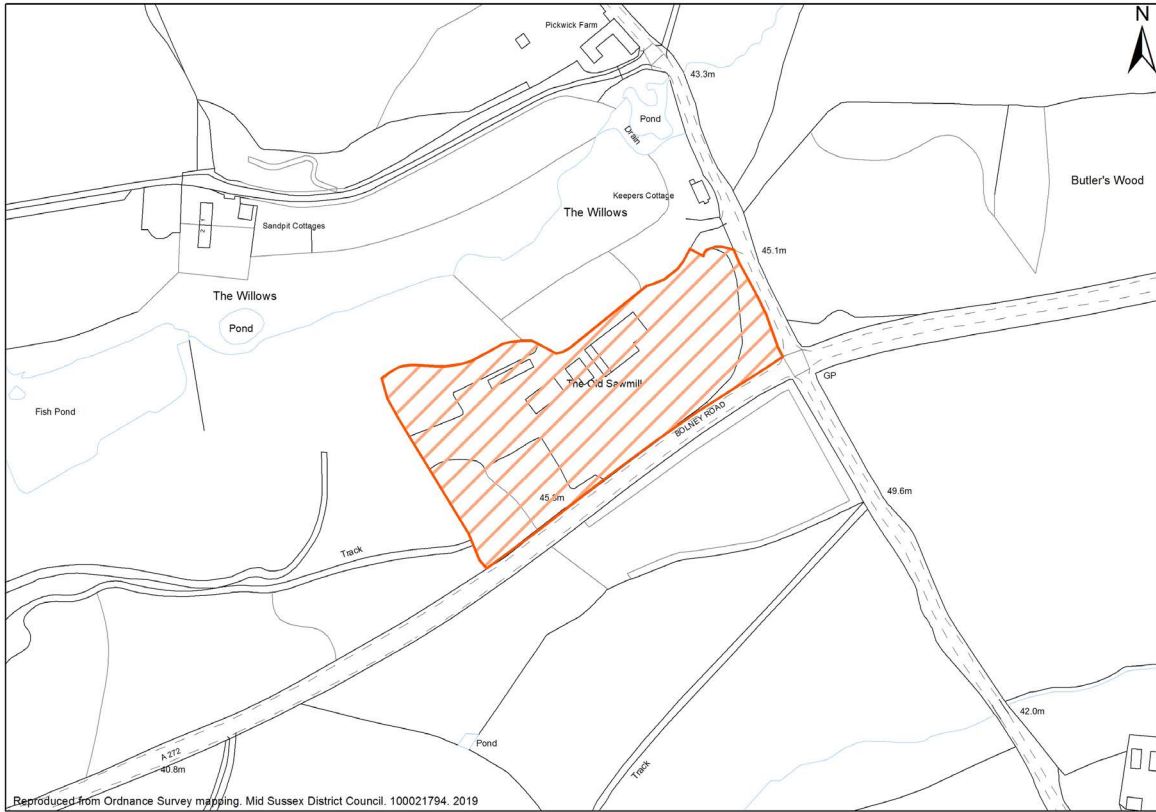 N
Pickwick Farm
43.3m
Pond
Drain
Butler's Wood
Keepers Cottage
The Willows
Sandpit Cottages
1
2
45.1m
The Willows
Pond
The Old Sawmill
GP
Fish Pond
BOLNEY ROAD
49.6m
Track
42.0m
Pond
A 272
40.8m
Track
Reproduced from Ordnance Survey mapping. Mid Sussex District Council. 100021794. 2019